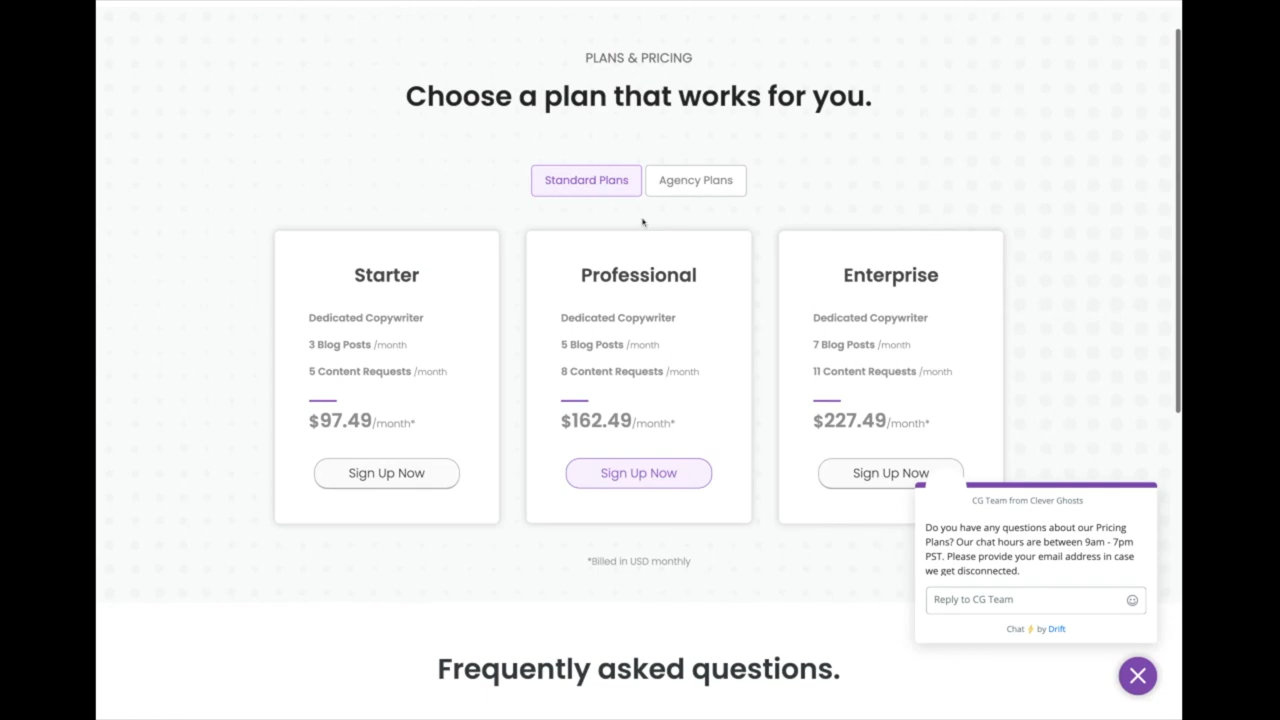 PLANS & PRICING
Choose a plan that works for you.
Standard Plans
Agency Plans
Starter
Dedicated Copywriter
3 Blog Posts /month
5 Content Requests /month
$97.49/month*
Sign Up Now
Professional
Dedicated Copywriter
5 Blog Posts /month
8 Content Requests /month
$162.49/month*
Sign Up Now
Enterprise
Dedicated Copywriter
7 Blog Posts /month
11 Content Requests /month
$227.49/month*
Sign Up Now
*Billed in USD monthly
CG Team from Clever Ghosts
Do you have any questions about our Pricing
Plans? Our chat hours are between 9am - 7pm
PST. Please provide your email address in case
we get disconnected.
Reply to CG Team
Chat ⚡ by Drift
Frequently asked questions.